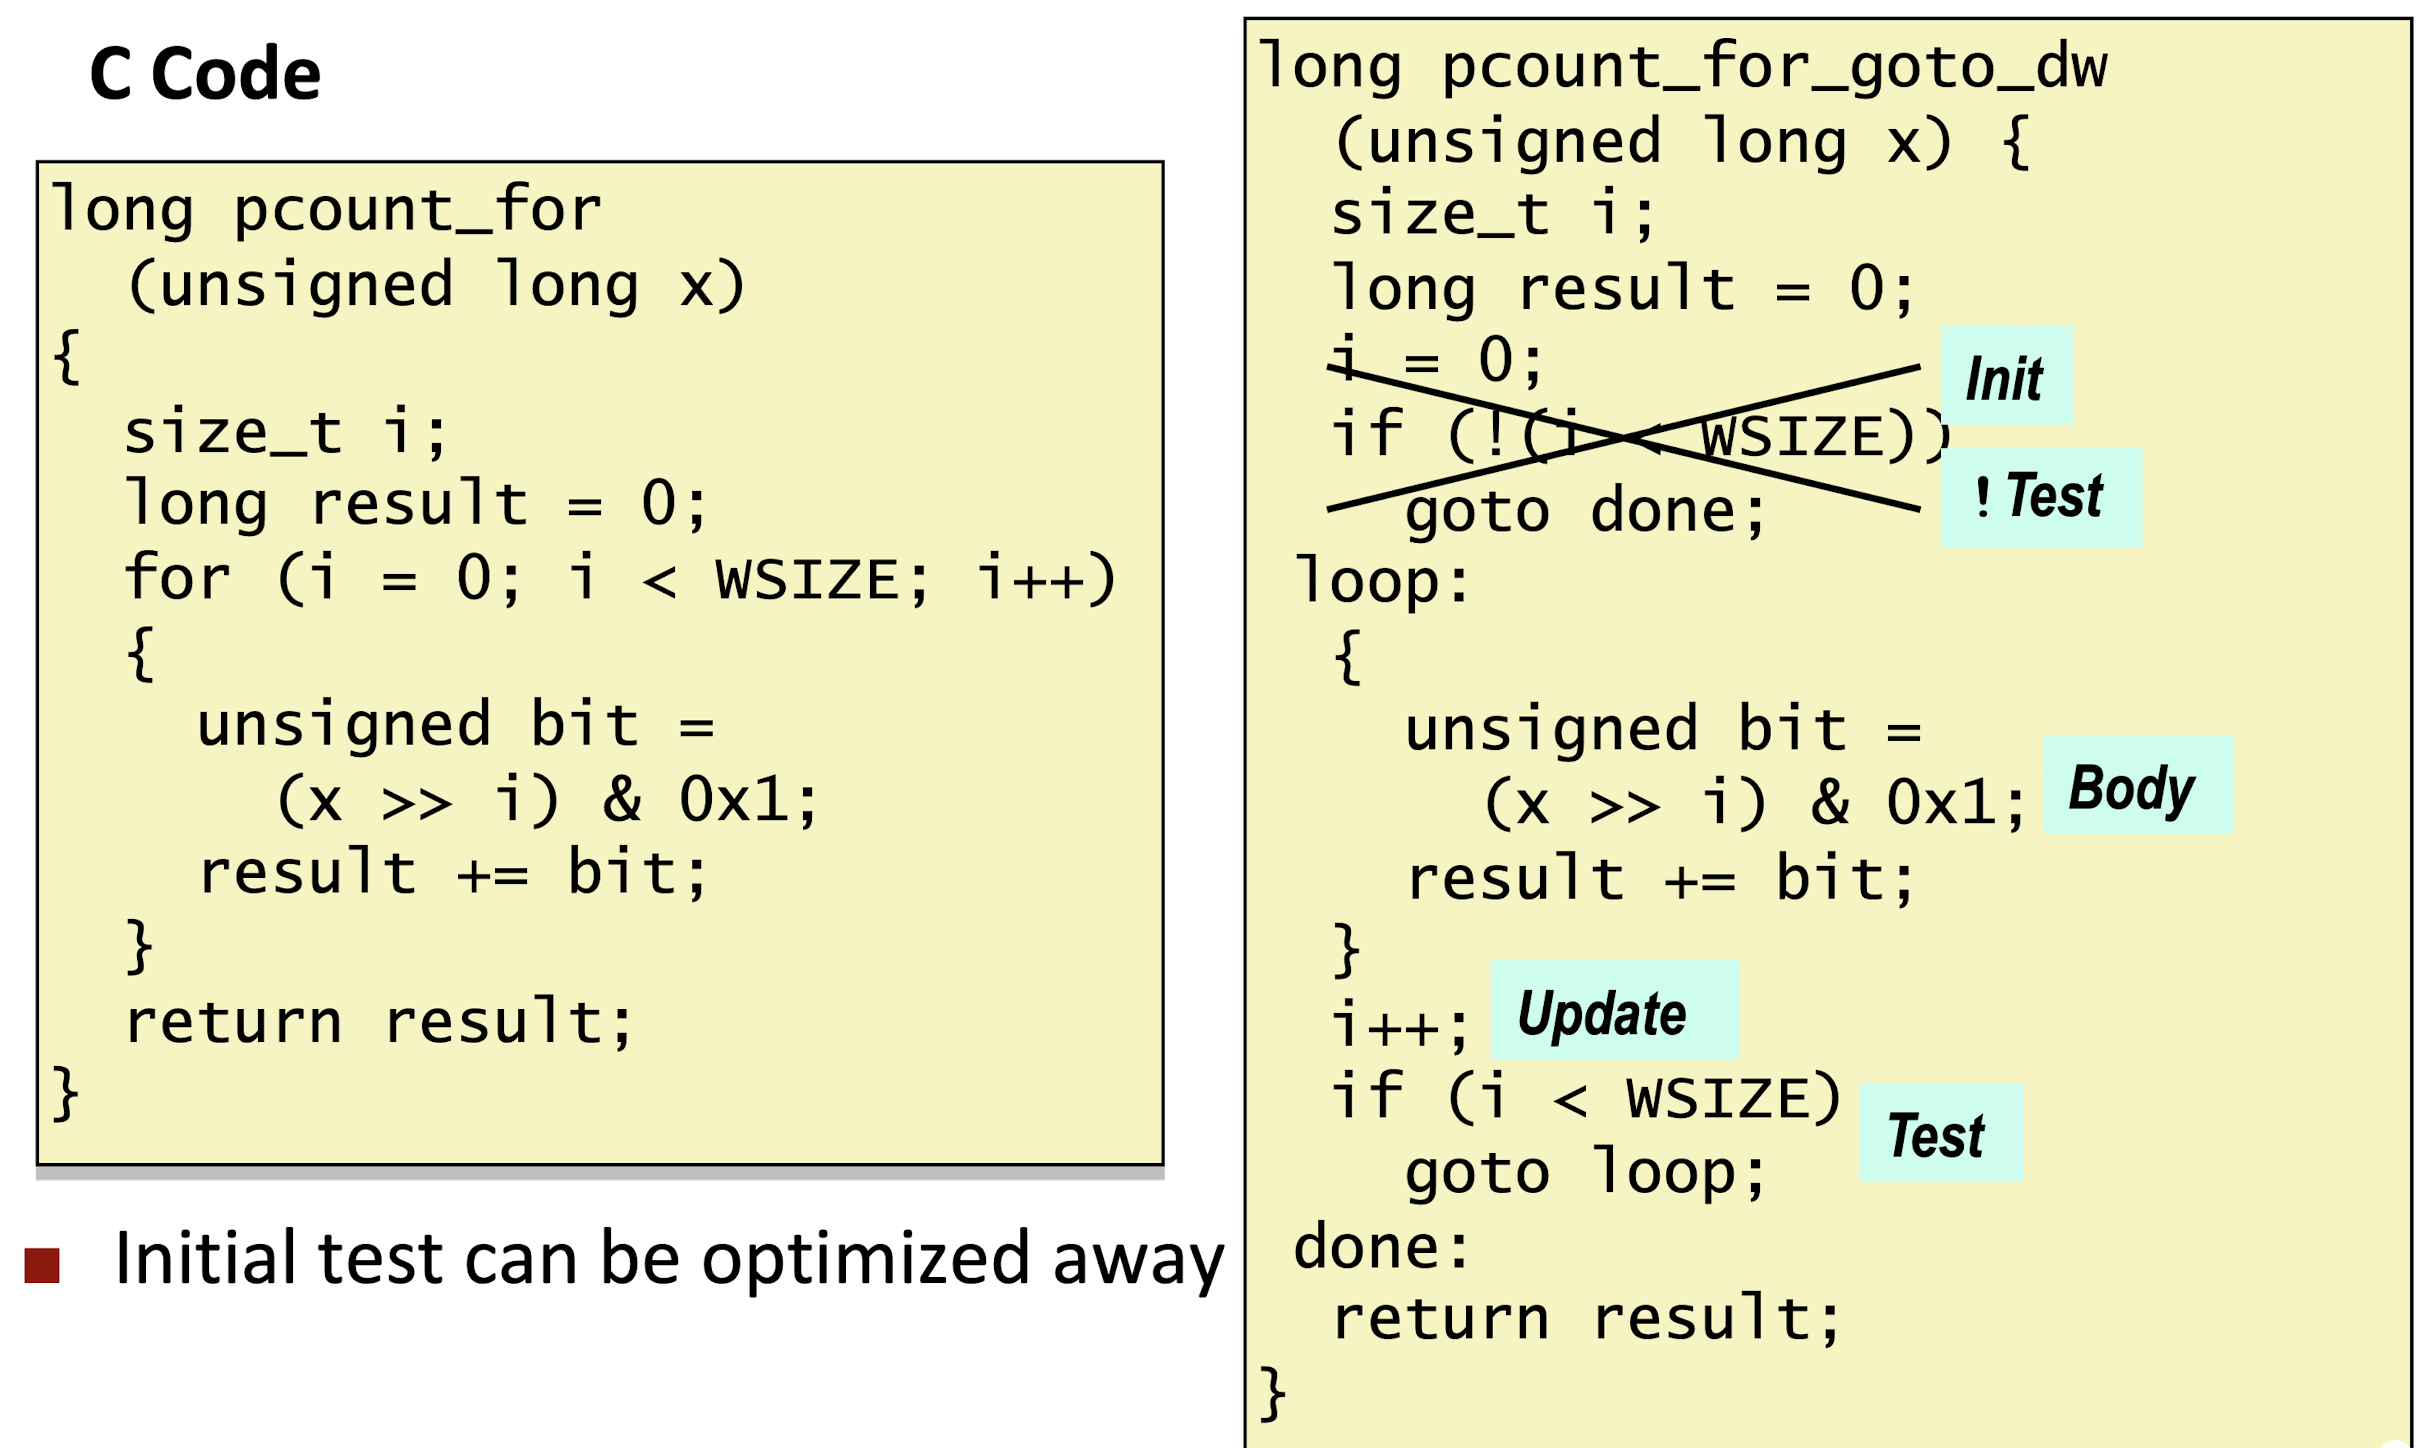 C Code
long pcount_for
  (unsigned long x)
{
  size_t i;
  long result = 0;
  for (i = 0; i < WSIZE; i++)
  {
    unsigned bit =
      (x >> i) & 0x1;
    result += bit;
  }
  return result;
}
■ Initial test can be optimized away
long pcount_for_goto_dw
  (unsigned long x) {
  size_t i;
  long result = 0;
  i = 0;
Init
  if (!(i < WSIZE))
! Test
    goto done;
 loop:
  {
    unsigned bit =
      (x >> i) & 0x1;
Body
    result += bit;
  }
  i++;
Update
  if (i < WSIZE)
Test
    goto loop;
 done:
  return result;
}